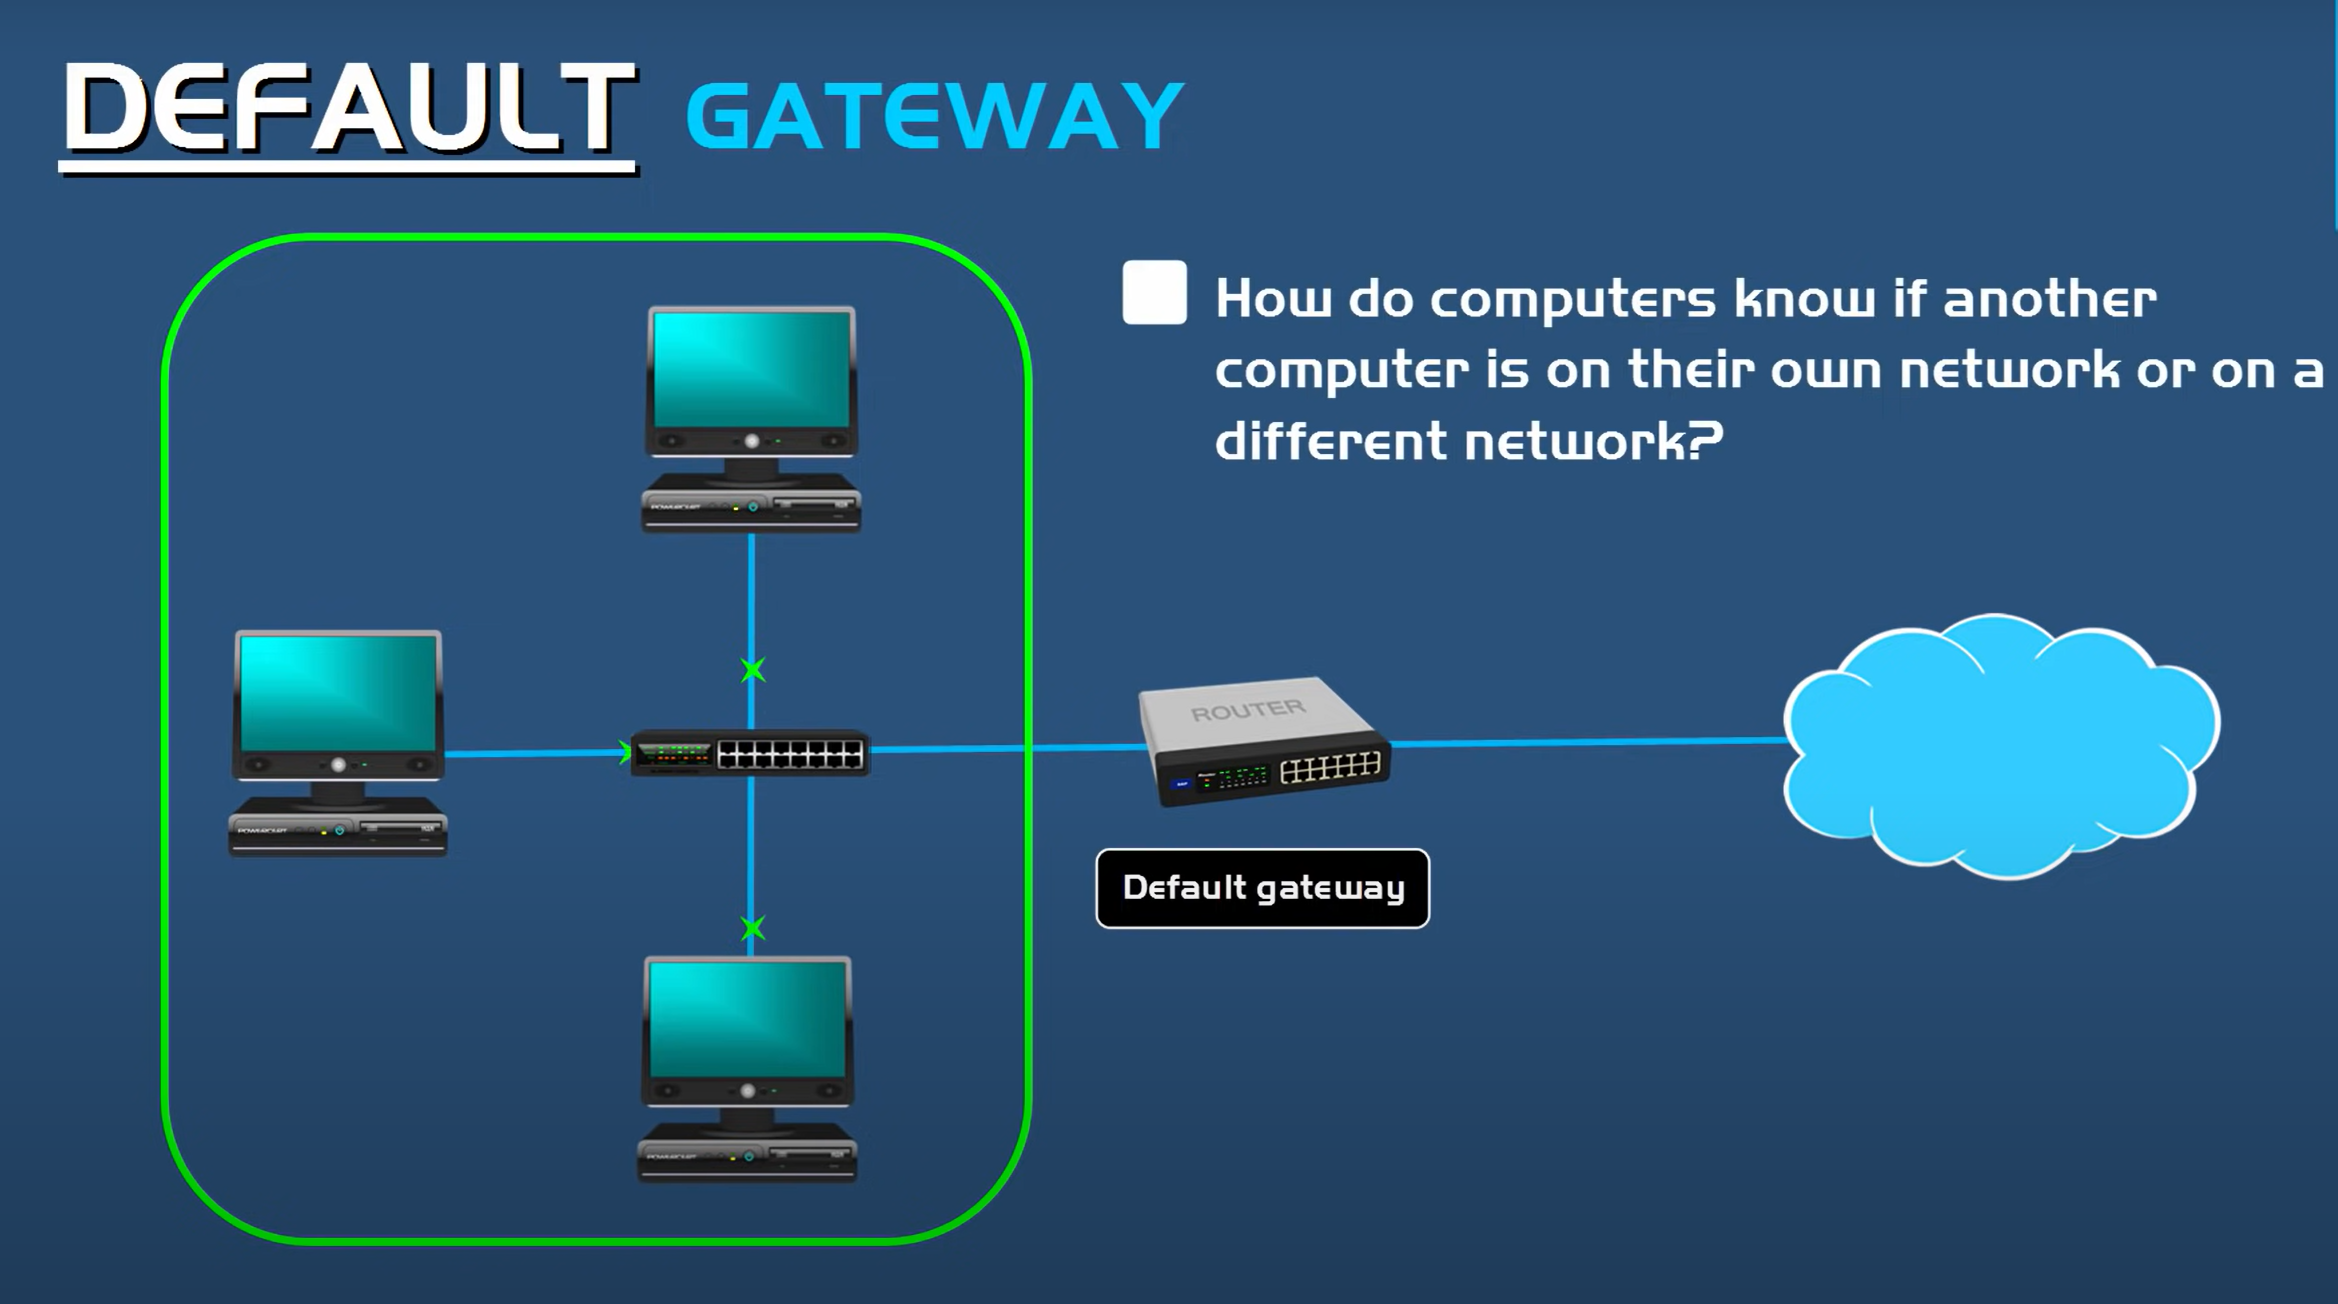 DEFAULT GATEWAY
How do computers know if another
computer is on their own network or on a
different network?
ROUTER
Default gateway